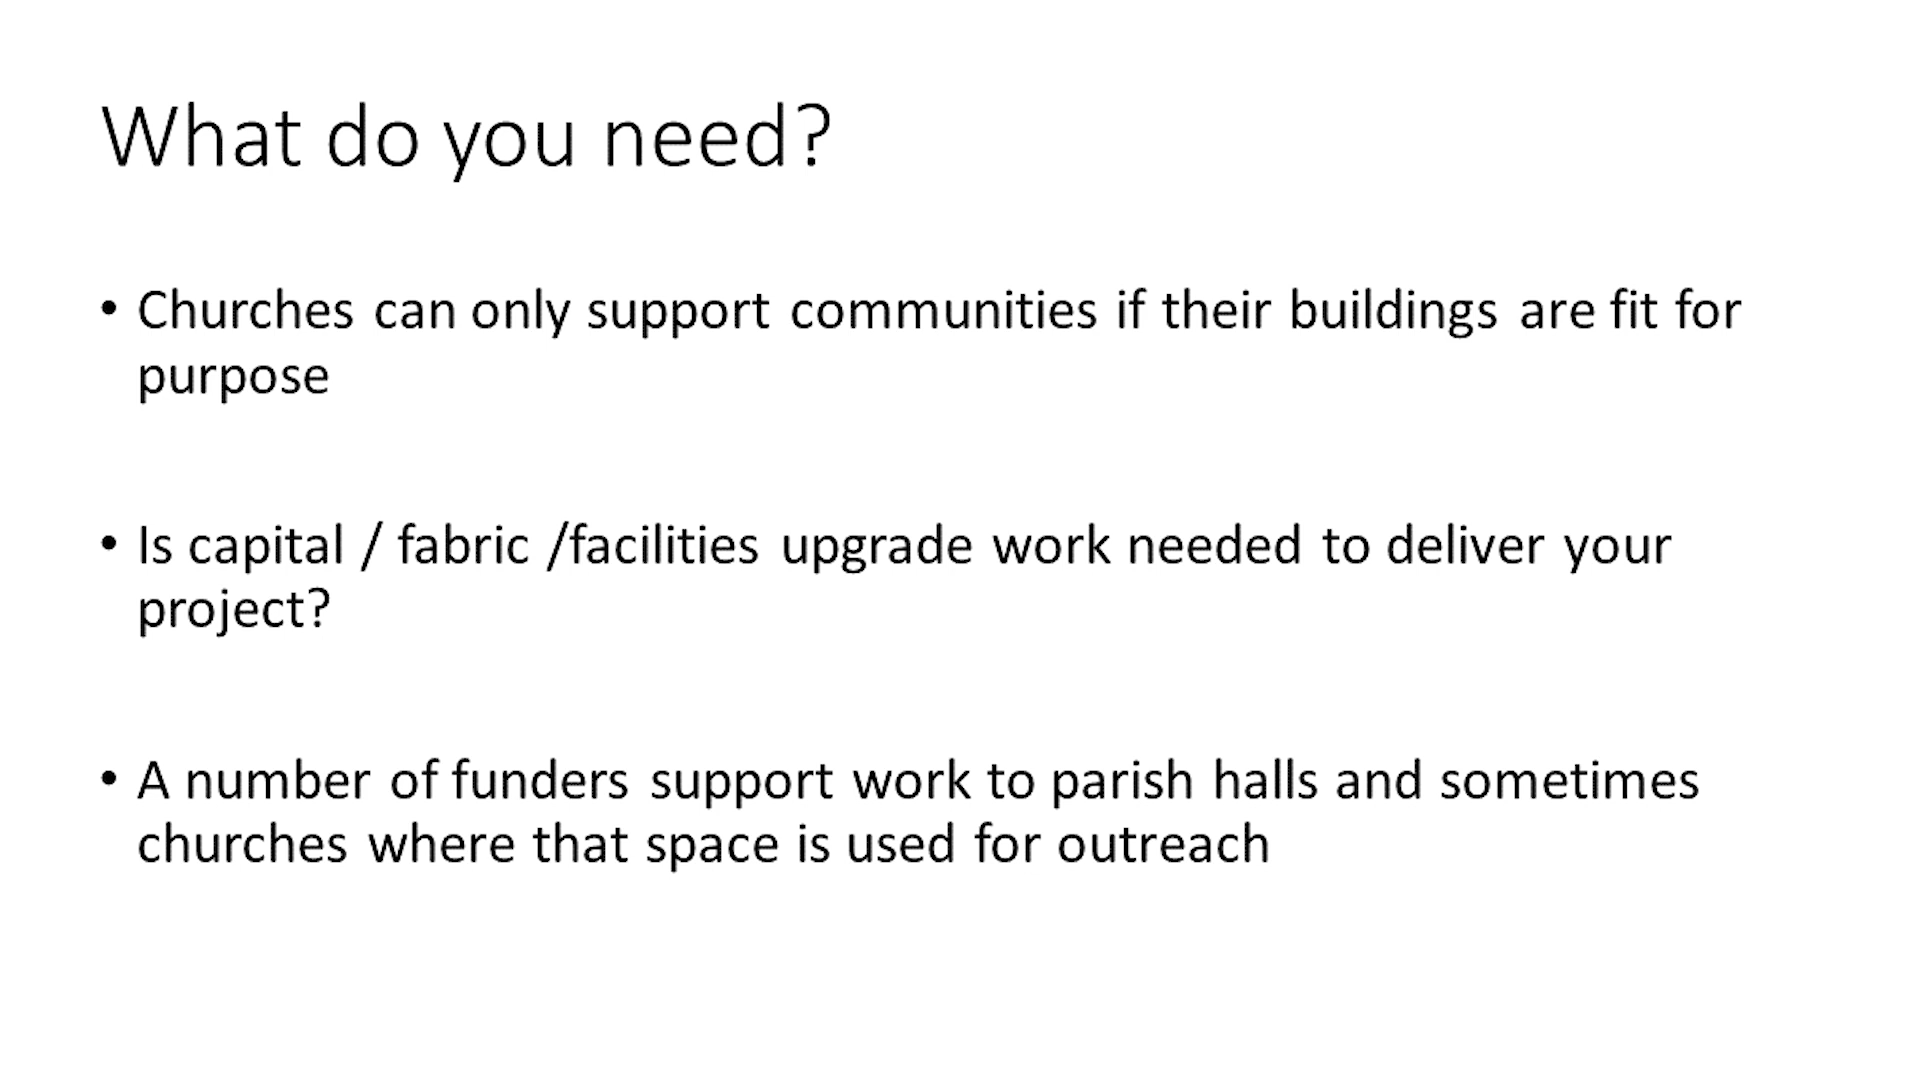 What do you need?
• Churches can only support communities if their buildings are fit for
purpose
• Is capital / fabric /facilities upgrade work needed to deliver your
project?
• A number of funders support work to parish halls and sometimes
churches where that space is used for outreach